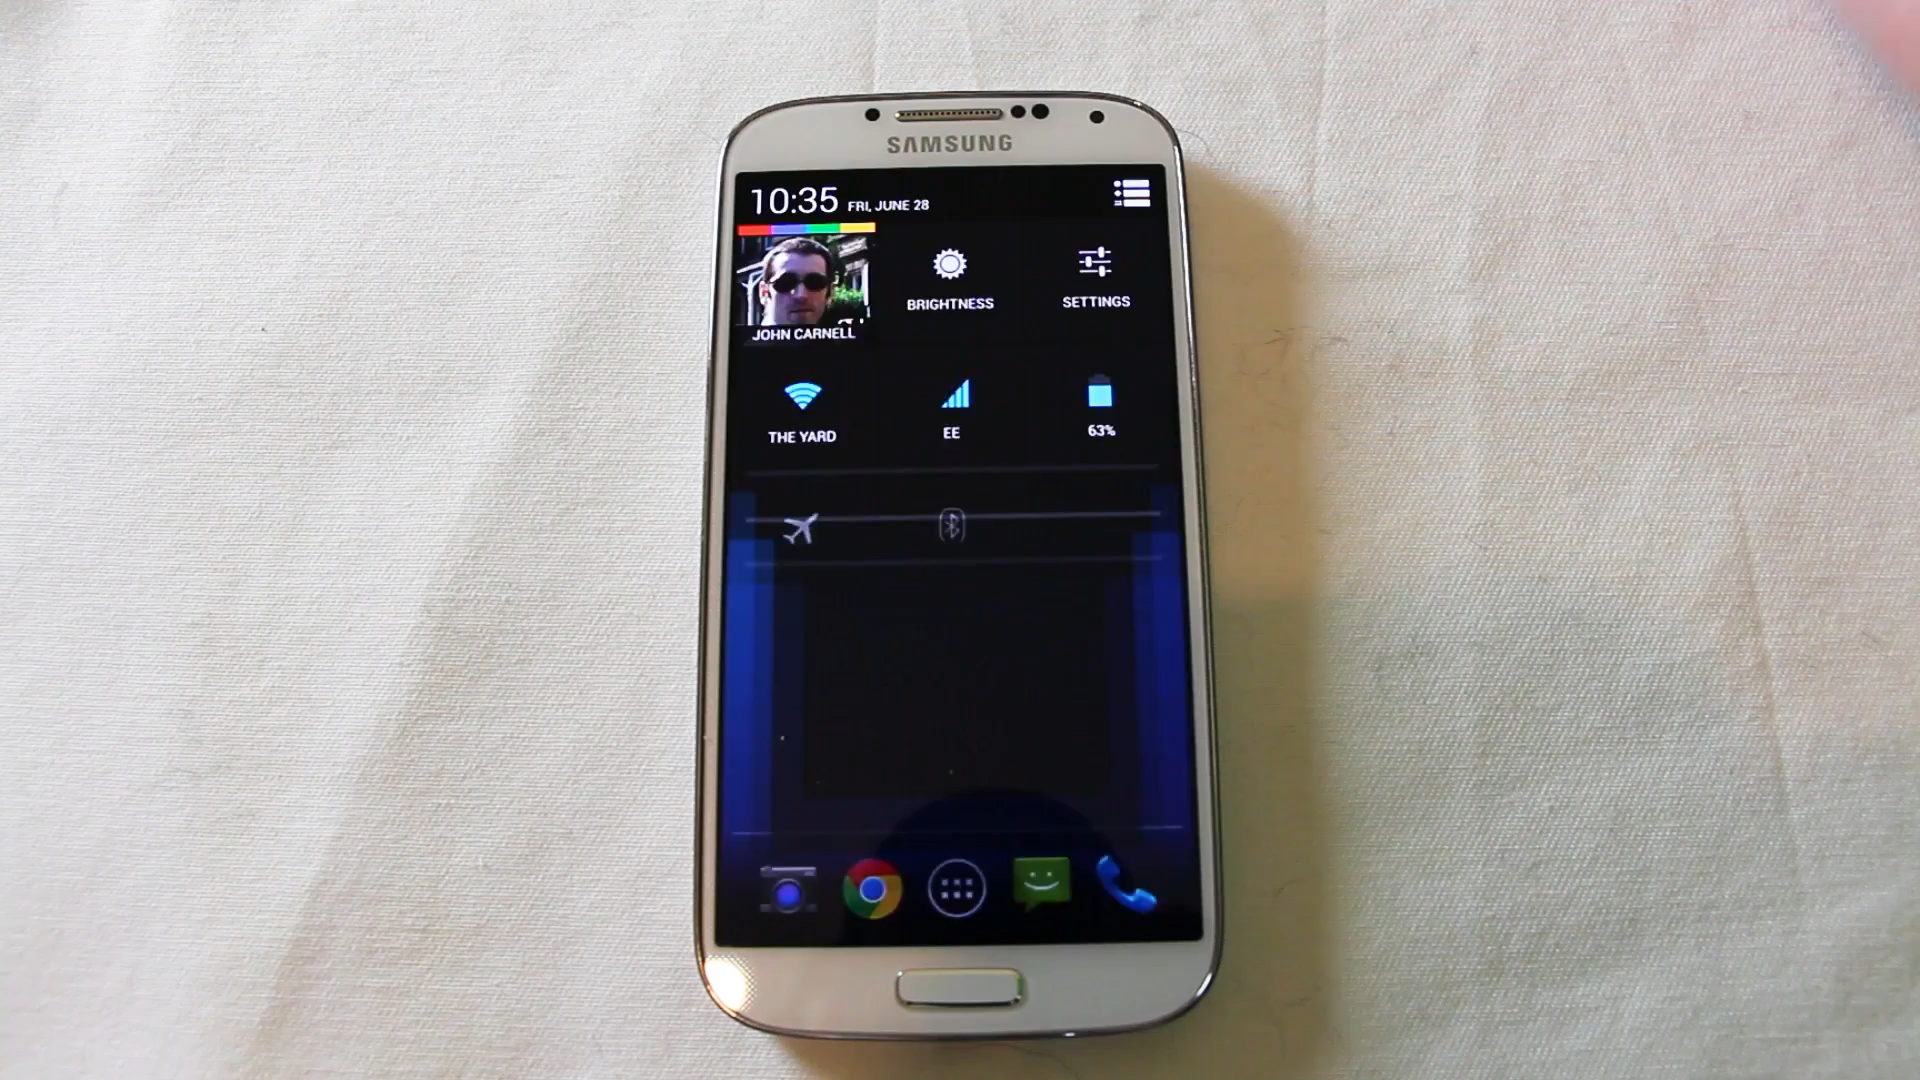 SAMSUNG
10:35 FRI, JUNE 28
JOHN CARNELL
BRIGHTNESS
SETTINGS
THE YARD
EE
63%